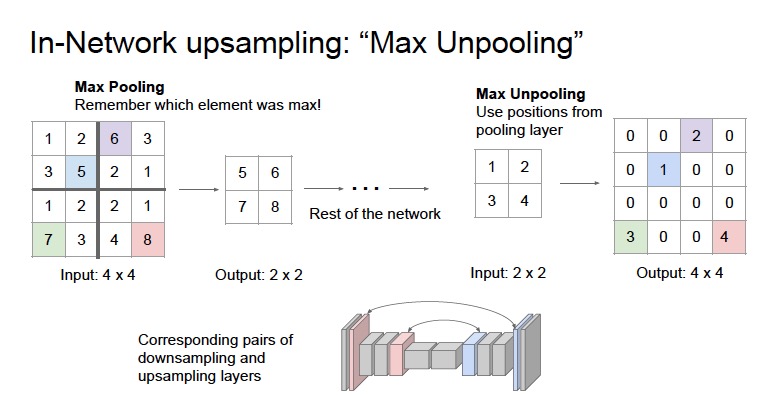 In-Network upsampling: “Max Unpooling”
Max Pooling
Remember which element was max!
1 2 6 3
3 5 2 1
1 2 2 1
7 3 4 8
Input: 4 x 4
5 6
7 8
Output: 2 x 2
...
Rest of the network
Max Unpooling
Use positions from
pooling layer
1 2
3 4
Input: 2 x 2
0 0 2 0
0 1 0 0
0 0 0 0
3 0 0 4
Output: 4 x 4
Corresponding pairs of
downsampling and
upsampling layers